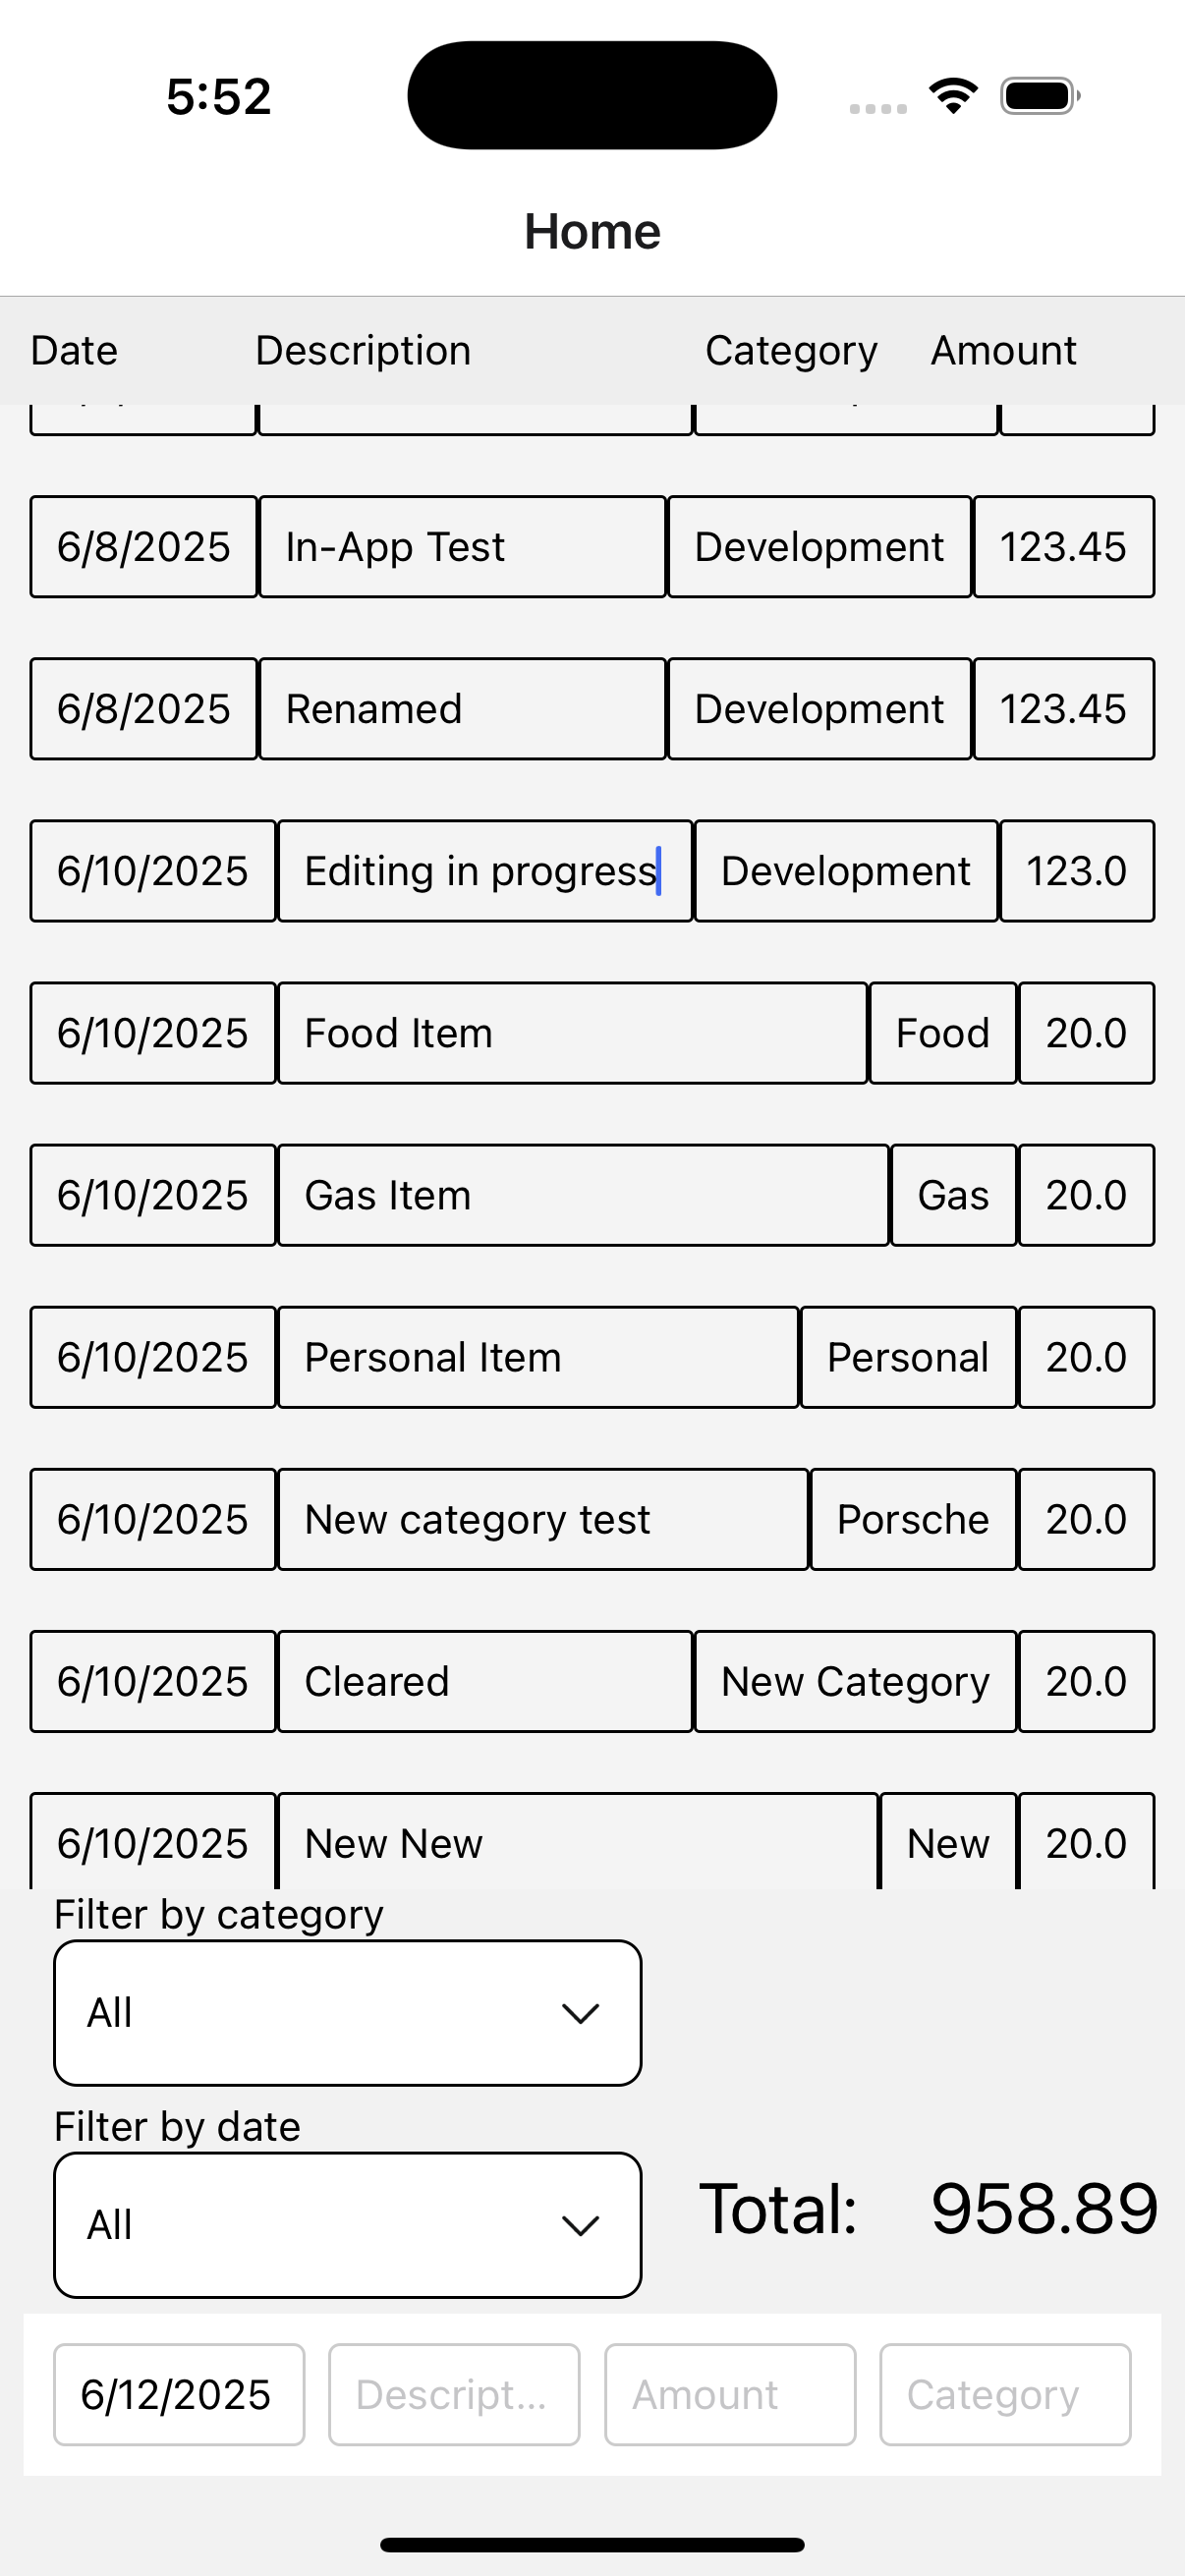 5:52
Home
Date Description Category Amount
6/8/2025 In-App Test Development 123.45
6/8/2025 Renamed Development 123.45
6/10/2025 Editing in progress Development 123.0
6/10/2025 Food Item Food 20.0
6/10/2025 Gas Item Gas 20.0
6/10/2025 Personal Item Personal 20.0
6/10/2025 New category test Porsche 20.0
6/10/2025 Cleared New Category 20.0
6/10/2025 New New New 20.0
Filter by category
All
Filter by date
All
Total: 958.89
6/12/2025 Descript... Amount Category